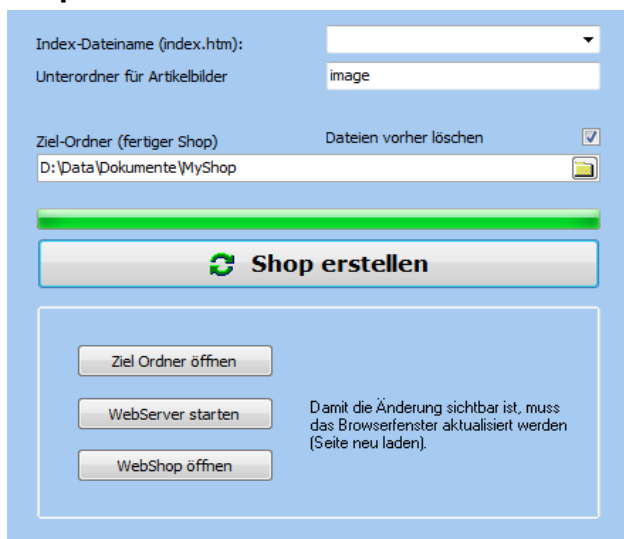 Index-Dateiname (index.htm):
Unterordner für Artikelbilder image
Ziel-Ordner (fertiger Shop) Dateien vorher löschen
D:\Data\Dokumente\MyShop
Shop erstellen
Ziel Ordner öffnen
WebServer starten
WebShop öffnen
Damit die Änderung sichtbar ist, muss
das Browserfenster aktualisiert werden
(Seite neu laden).